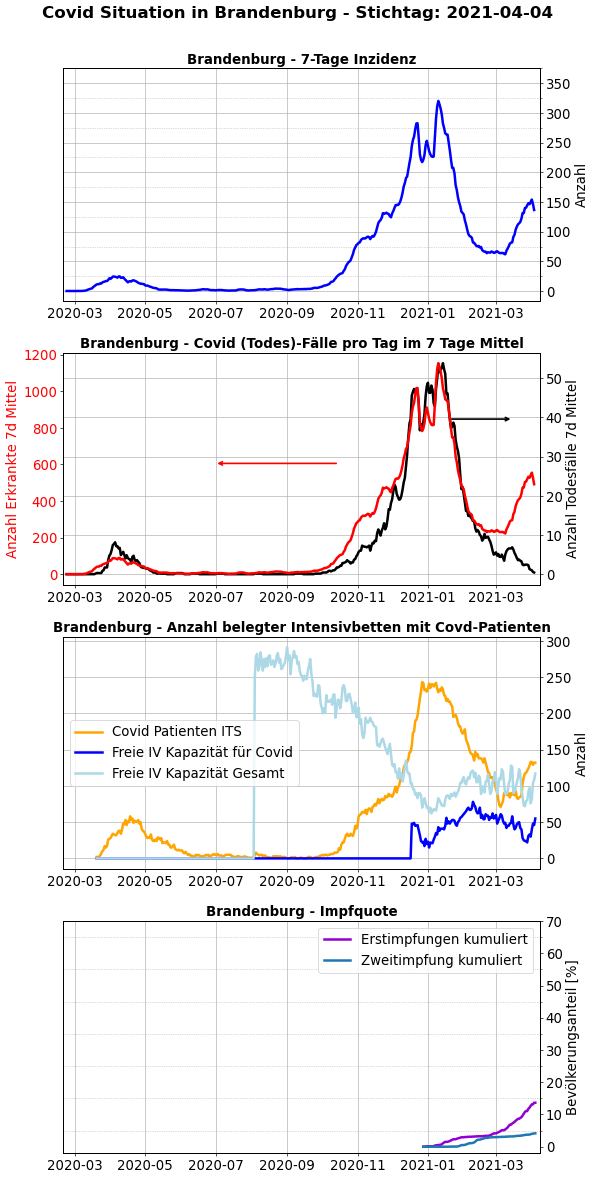 Covid Situation in Brandenburg - Stichtag: 2021-04-04
Brandenburg - 7-Tage Inzidenz
350
300
250
200
150
100
50
0
Anzahl
2020-03 2020-05 2020-07 2020-09 2020-11 2021-01 2021-03
Brandenburg - Covid (Todes)-Fälle pro Tag im 7 Tage Mittel
Anzahl Erkrankte 7d Mittel
1200
1000
800
600
400
200
0
50
40
30
20
10
0
Anzahl Todesfälle 7d Mittel
2020-03 2020-05 2020-07 2020-09 2020-11 2021-01 2021-03
Brandenburg - Anzahl belegter Intensivbetten mit Covd-Patienten
Covid Patienten ITS
Freie IV Kapazität für Covid
Freie IV Kapazität Gesamt
300
250
200
150
100
50
0
Anzahl
2020-03 2020-05 2020-07 2020-09 2020-11 2021-01 2021-03
Brandenburg - Impfquote
Erstimpfungen kumuliert
Zweitimpfung kumuliert
70
60
50
40
30
20
10
0
Bevölkerungsanteil [%]
2020-03 2020-05 2020-07 2020-09 2020-11 2021-01 2021-03